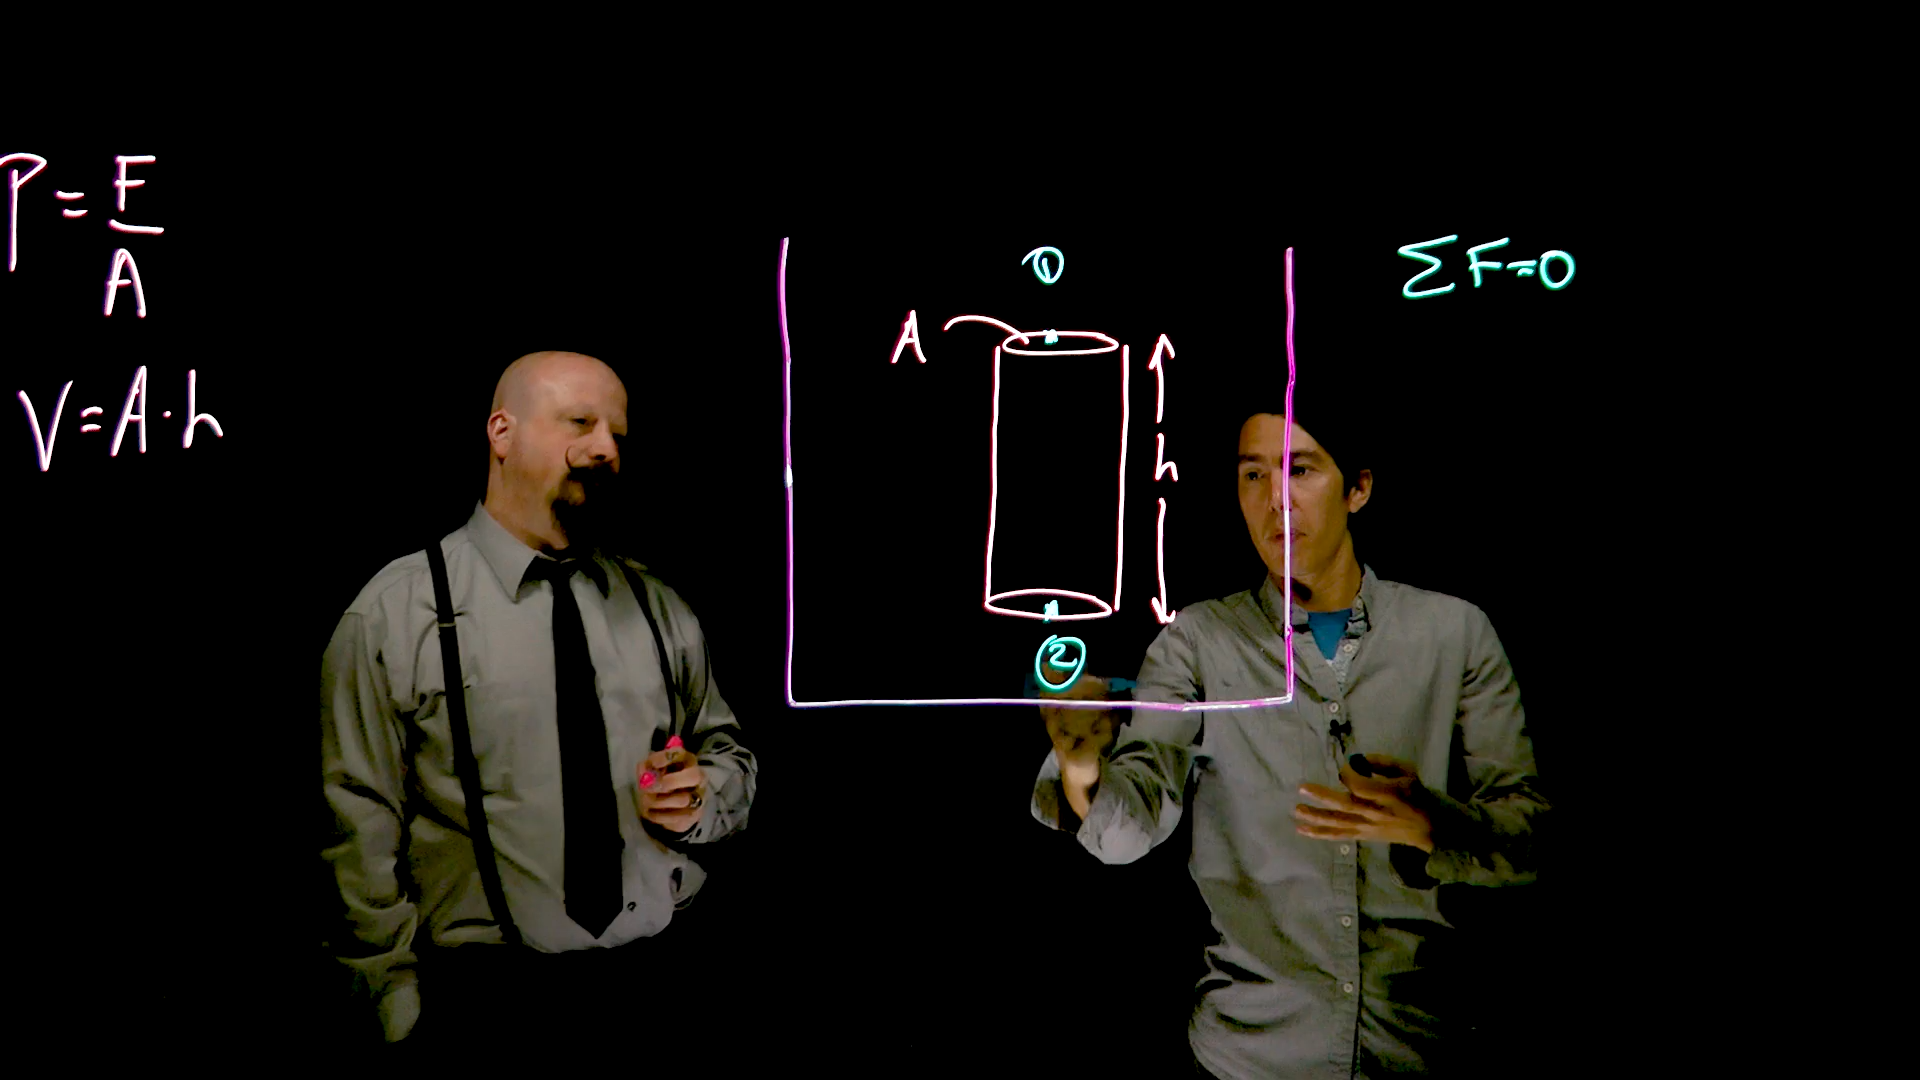 P = F/A
V = A · h
①
A
h
②
ΣF=0